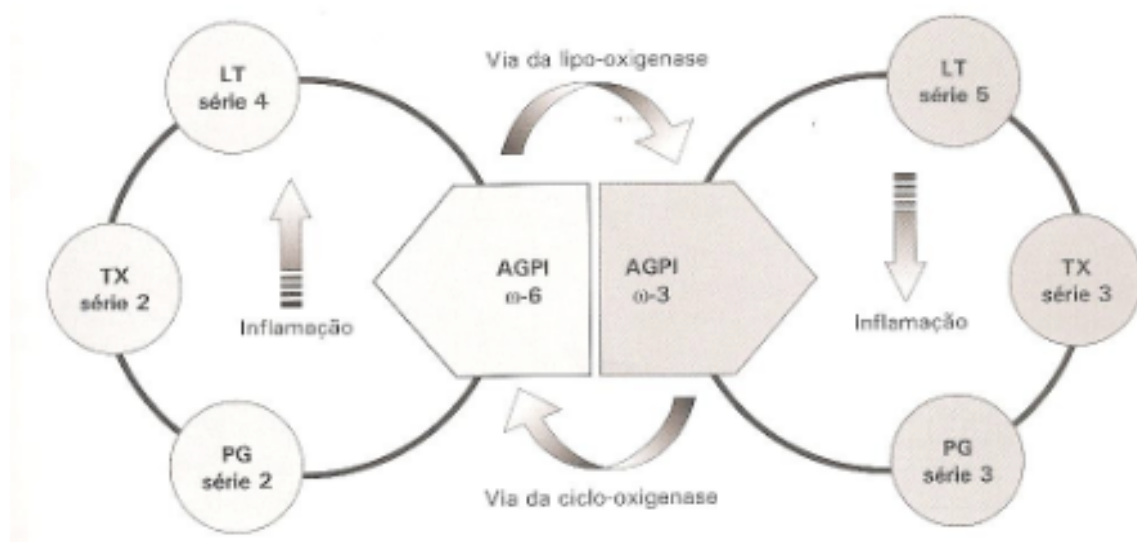 Via da lipo-oxigenase
LT
série 4
LT
série 5
TX
série 2
AGPI
ω-6
AGPI
ω-3
TX
série 3
Inflamação
Inflamação
PG
série 2
PG
série 3
Via da ciclo-oxigenase